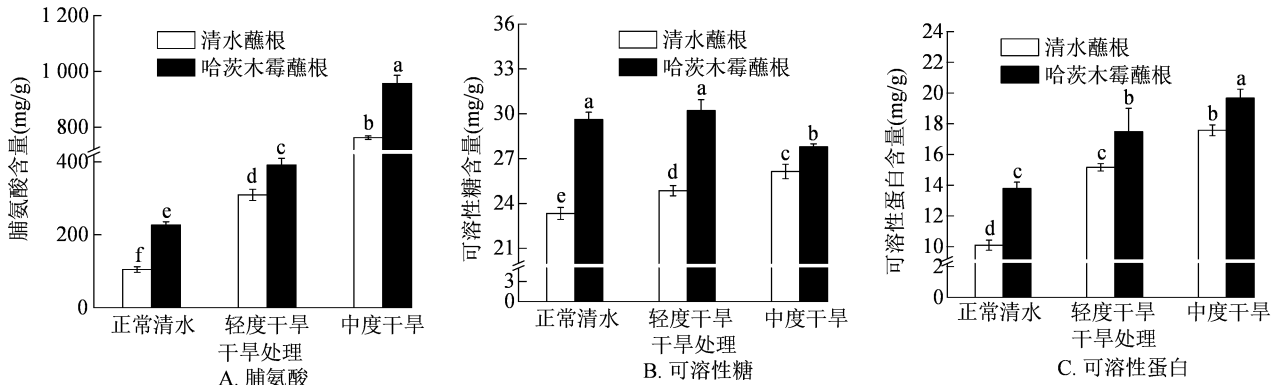 1 200
1 000
800
400
200
0
脯氨酸含量(mg/g)
清水蘸根
哈茨木霉蘸根
f
e
d
c
b
a
正常清水
轻度干旱
中度干旱
干旱处理
A. 脯氨酸
36
33
30
27
24
21
3
0
可溶性糖含量(mg/g)
清水蘸根
哈茨木霉蘸根
e
a
d
a
c
b
正常清水
轻度干旱
中度干旱
干旱处理
B. 可溶性糖
24
22
20
18
16
14
12
10
2
0
可溶性蛋白含量(mg/g)
清水蘸根
哈茨木霉蘸根
d
c
c
b
b
a
正常清水
轻度干旱
中度干旱
干旱处理
C. 可溶性蛋白